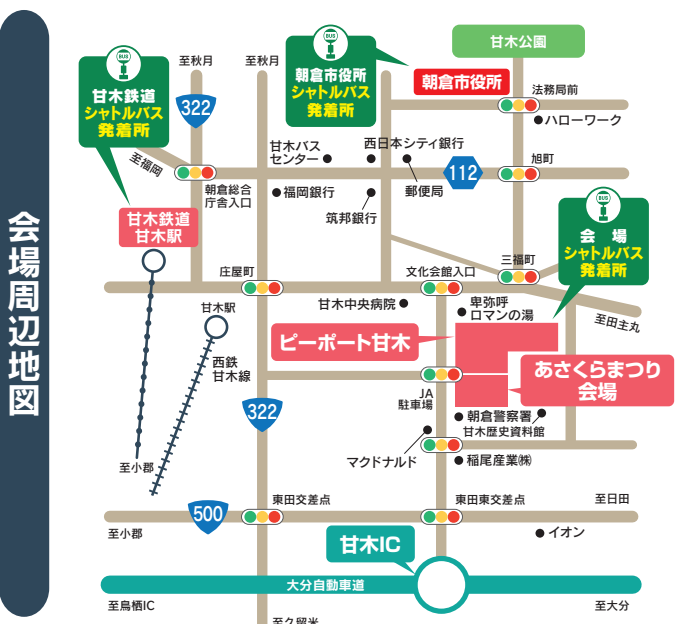 会場周辺地図
BUS
甘木鉄道
シャトルバス
発着所
至秋月
322
至秋月
BUS
朝倉市役所
シャトルバス
発着所
朝倉市役所
甘木公園
法務局前
ハローワーク
至福岡
甘木バス
センター
西日本シティ銀行
旭町
朝倉総合
庁舎入口
福岡銀行
筑邦銀行
郵便局
112
BUS
会 場
シャトルバス
発着所
甘木鉄道
甘木駅
庄屋町
文化会館入口
三福町
甘木駅
甘木中央病院
卑弥呼
ロマンの湯
至田主丸
ピーポート甘木
西鉄
甘木線
あさくらまつり
会場
JA
駐車場
322
朝倉警察署
甘木歴史資料館
マクドナルド
稲尾産業㈱
至小郡
500
東田交差点
東田東交差点
至日田
至小郡
イオン
甘木IC
大分自動車道
至鳥栖IC
至大分
至久留米